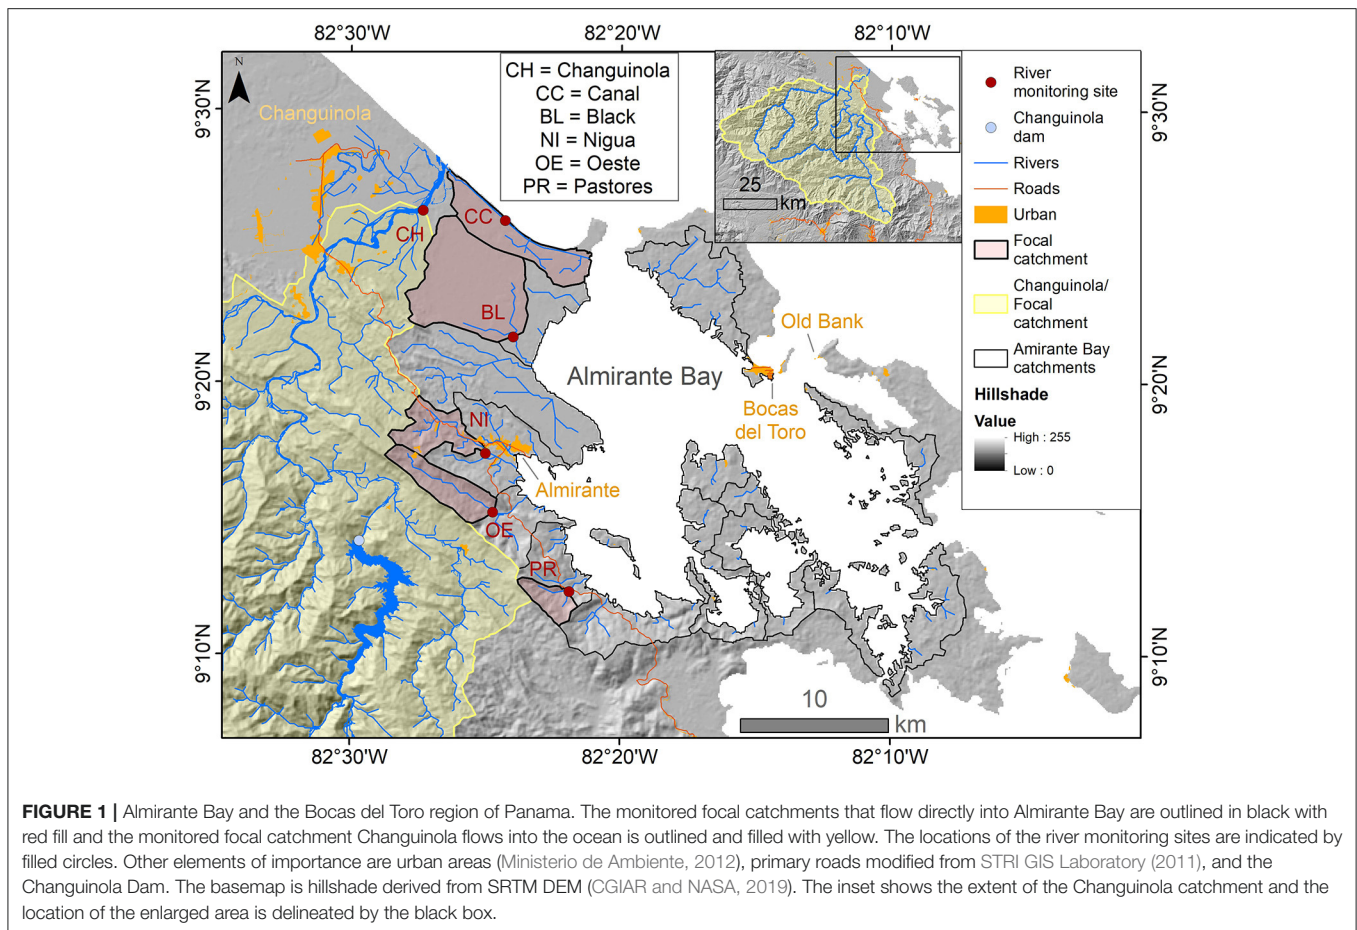 82°30'W
82°20'W
82°10'W
N
9°30'N
9°20'N
9°10'N
9°30'N
9°20'N
9°10'N
CH = Changuinola
CC = Canal
BL = Black
NI = Nigua
OE = Oeste
PR = Pastores
25
km
River
monitoring site
Changuinola
dam
Rivers
Roads
Urban
Focal
catchment
Changuinola/
Focal
catchment
Amirante Bay
catchments
Hillshade
Value
High : 255
Low : 0
Changuinola
CC
CH
BL
Old Bank
Almirante Bay
Bocas
del Toro
NI
Almirante
OE
PR
10
km
82°30'W
82°20'W
82°10'W
FIGURE 1 | Almirante Bay and the Bocas del Toro region of Panama. The monitored focal catchments that flow directly into Almirante Bay are outlined in black with
red fill and the monitored focal catchment Changuinola flows into the ocean is outlined and filled with yellow. The locations of the river monitoring sites are indicated by
filled circles. Other elements of importance are urban areas (Ministerio de Ambiente, 2012), primary roads modified from STRI GIS Laboratory (2011), and the
Changuinola Dam. The basemap is hillshade derived from SRTM DEM (CGIAR and NASA, 2019). The inset shows the extent of the Changuinola catchment and the
location of the enlarged area is delineated by the black box.